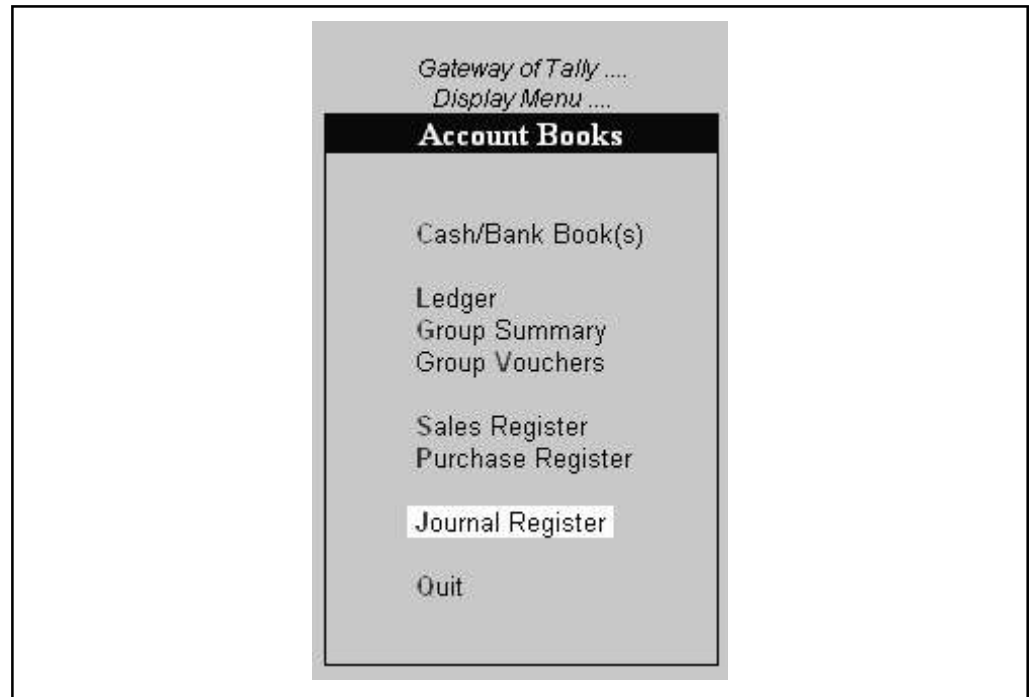 Gateway of Tally ....
Display Menu ....
Account Books
Cash/Bank Book(s)
Ledger
Group Summary
Group Vouchers
Sales Register
Purchase Register
Journal Register
Quit